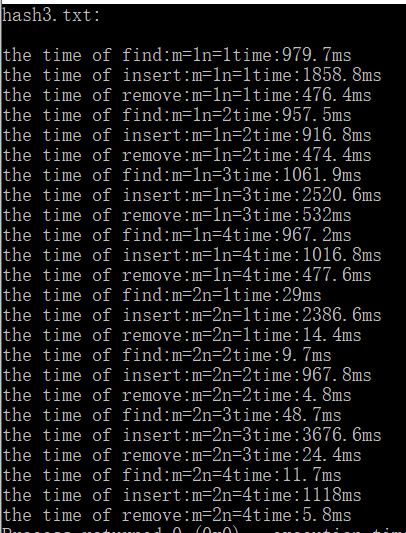 hash3.txt:
the time of find:m=1n=1time:979.7ms
the time of insert:m=1n=1time:1858.8ms
the time of remove:m=1n=1time:476.4ms
the time of find:m=1n=2time:957.5ms
the time of insert:m=1n=2time:916.8ms
the time of remove:m=1n=2time:474.4ms
the time of find:m=1n=3time:1061.9ms
the time of insert:m=1n=3time:2520.6ms
the time of remove:m=1n=3time:532ms
the time of find:m=1n=4time:967.2ms
the time of insert:m=1n=4time:1016.8ms
the time of remove:m=1n=4time:477.6ms
the time of find:m=2n=1time:29ms
the time of insert:m=2n=1time:2386.6ms
the time of remove:m=2n=1time:14.4ms
the time of find:m=2n=2time:9.7ms
the time of insert:m=2n=2time:967.8ms
the time of remove:m=2n=2time:4.8ms
the time of find:m=2n=3time:48.7ms
the time of insert:m=2n=3time:3676.6ms
the time of remove:m=2n=3time:24.4ms
the time of find:m=2n=4time:11.7ms
the time of insert:m=2n=4time:1118ms
the time of remove:m=2n=4time:5.8ms